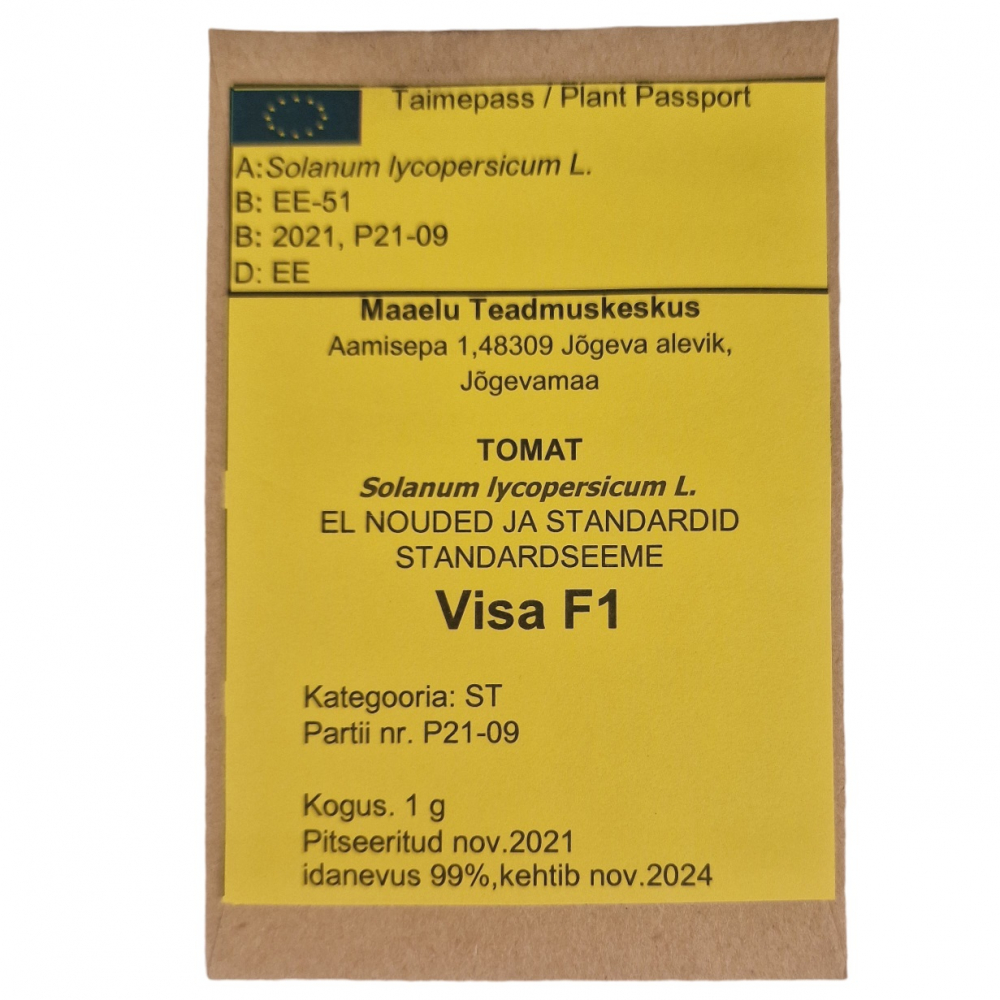 Taimepass / Plant Passport
A:Solanum lycopersicum L.
B: EE-51
B: 2021, P21-09
D: EE
Maaelu Teadmuskeskus
Aamisepa 1,48309 Jõgeva alevik,
Jõgevamaa
TOMAT
Solanum lycopersicum L.
EL NOUDED JA STANDARDID
STANDARDSEEME
Visa F1
Kategooria: ST
Partii nr. P21-09
Kogus. 1 g
Pitseeritud nov.2021
idanevus 99%,kehtib nov.2024